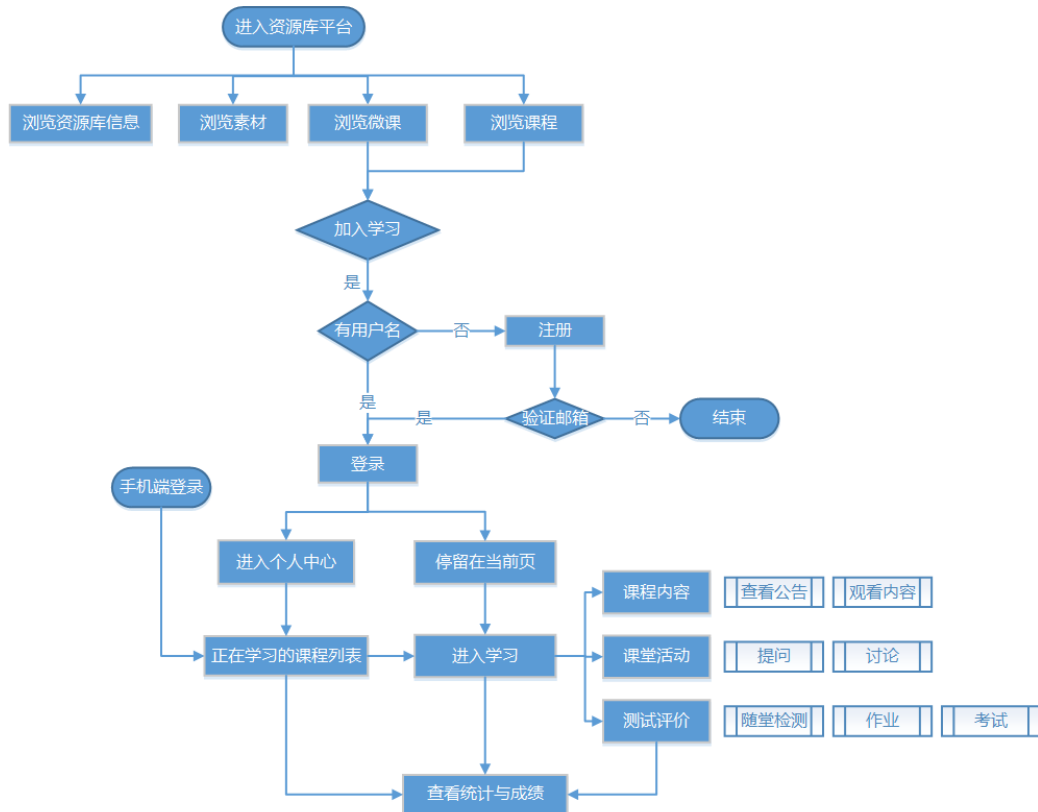 进入资源库平台
浏览资源库信息
浏览素材
浏览微课
浏览课程
加入学习
是
有用户名
否
注册
是
是
验证邮箱
否
结束
登录
手机端登录
进入个人中心
停留在当前页
课程内容
查看公告
观看内容
正在学习的课程列表
进入学习
课堂活动
提问
讨论
测试评价
随堂检测
作业
考试
查看统计与成绩